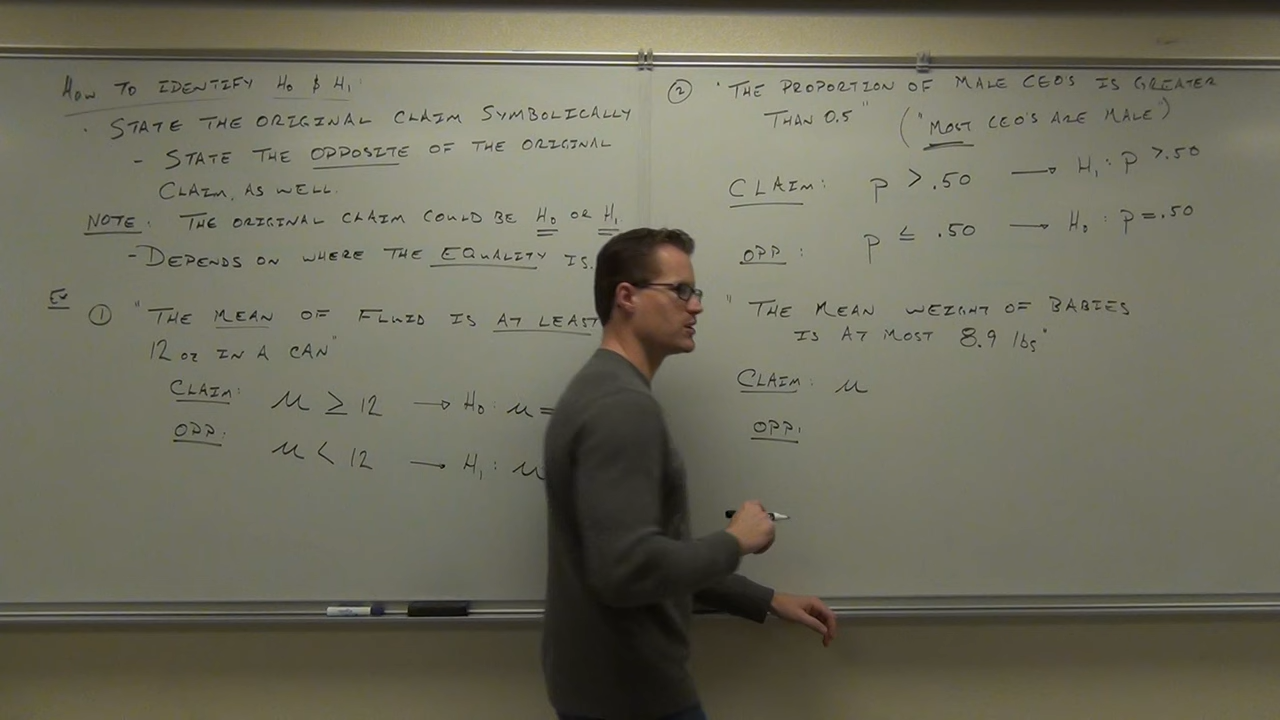 HOW TO IDENTIFY H₀ & H₁:
· STATE THE ORIGINAL CLAIM SYMBOLICALLY
- STATE THE OPPOSITE OF THE ORIGINAL
CLAIM, AS WELL.
NOTE: THE ORIGINAL CLAIM COULD BE H₀ OR H₁
- DEPENDS ON WHERE THE EQUALITY IS.
EX ① "THE MEAN OF FLUID IS AT LEAST
12 oz IN A CAN"
CLAIM: μ ≥ 12 → H₀: μ =
OPP: μ < 12 → H₁: μ
② "THE PROPORTION OF MALE CEOS IS GREATER
THAN 0.5" ("MOST CEO'S ARE MALE")
CLAIM: p > .50 → H₁: p > .50
OPP: p ≤ .50 → H₀: p = .50
"THE MEAN WEIGHT OF BABIES
IS AT MOST 8.9 lbs"
CLAIM: μ
OPP: